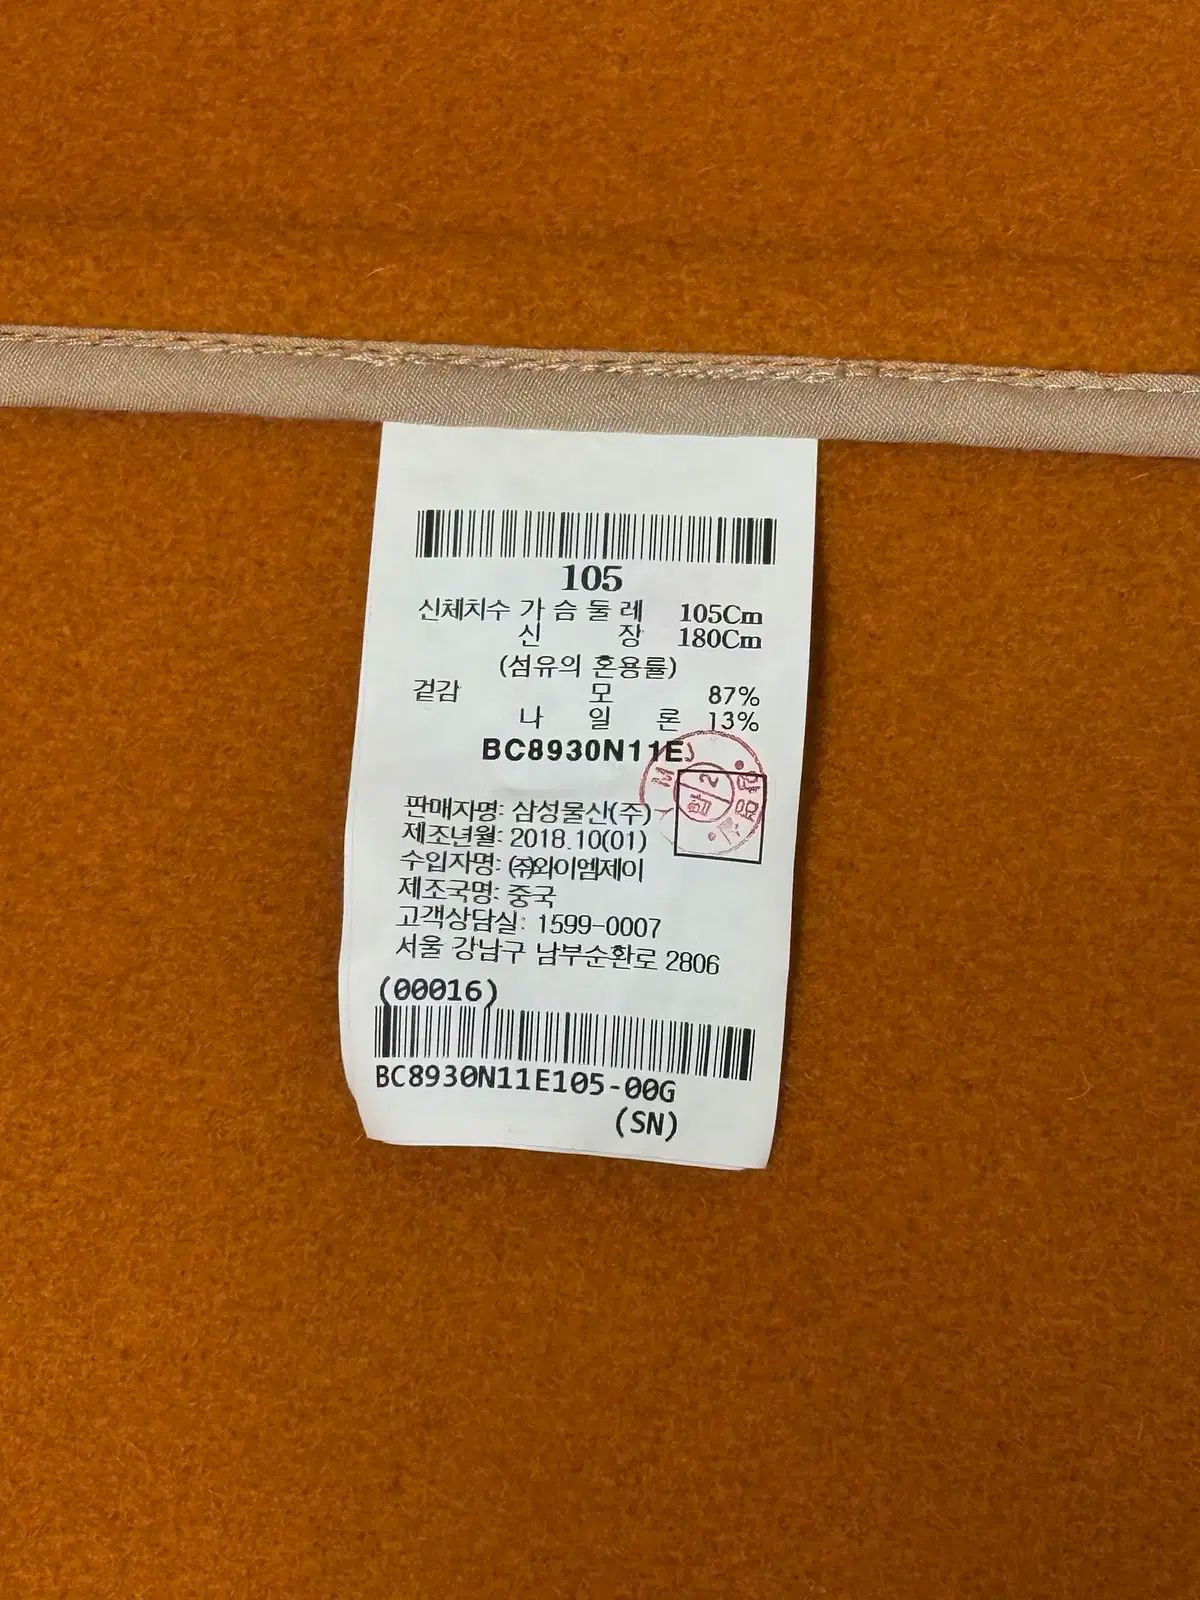 105
신체치수 가슴둘레 105Cm
신장 180Cm
(섬유의 혼용률)
겉감 모 87%
나일론 13%
BC8930N11E
판매자명: 삼성물산(주)
제조년월: 2018.10(01)
수입자명: ㈜와이엠제이
제조국명: 중국
고객상담실: 1599-0007
서울 강남구 남부순환로 2806
(00016)
BC8930N11E105-00G
(SN)
YMJ